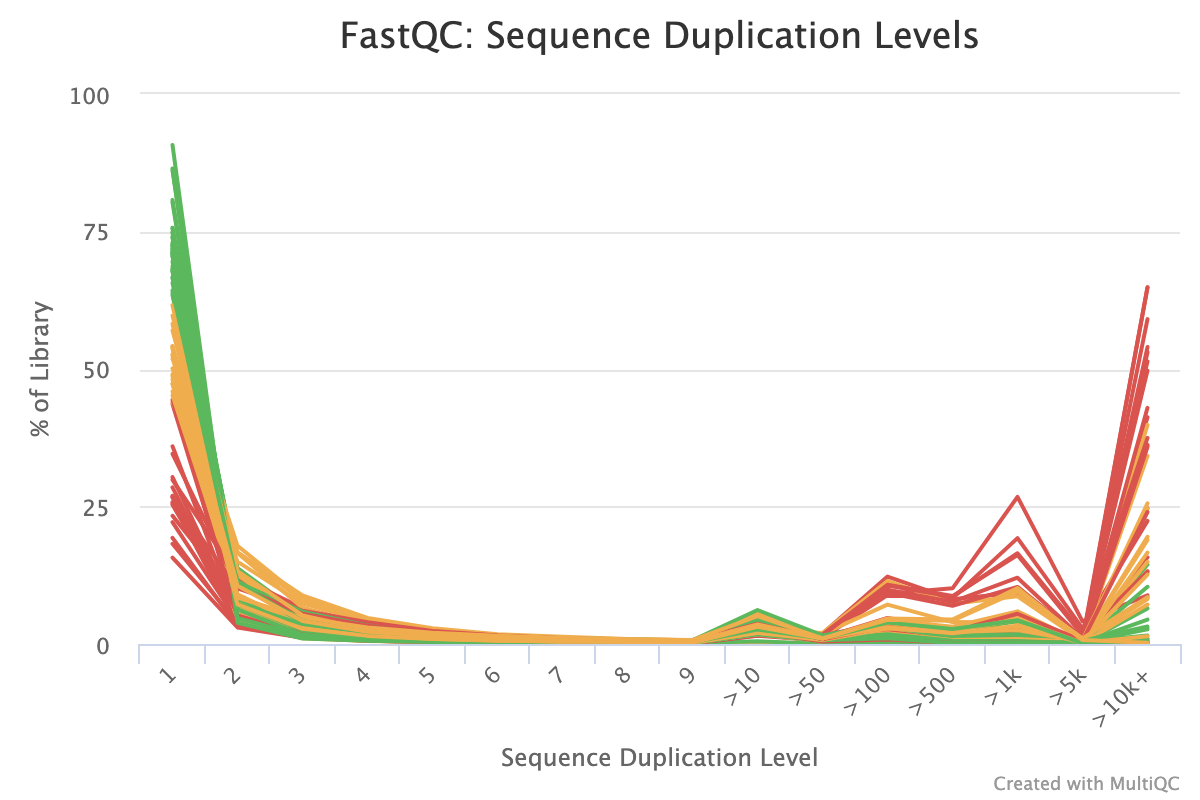 FastQC: Sequence Duplication Levels
% of Library
100
75
50
25
0
1
2
3
4
5
6
7
8
9
>10
>50
>100
>500
>1k
>5k
>10k+
Sequence Duplication Level
Created with MultiQC